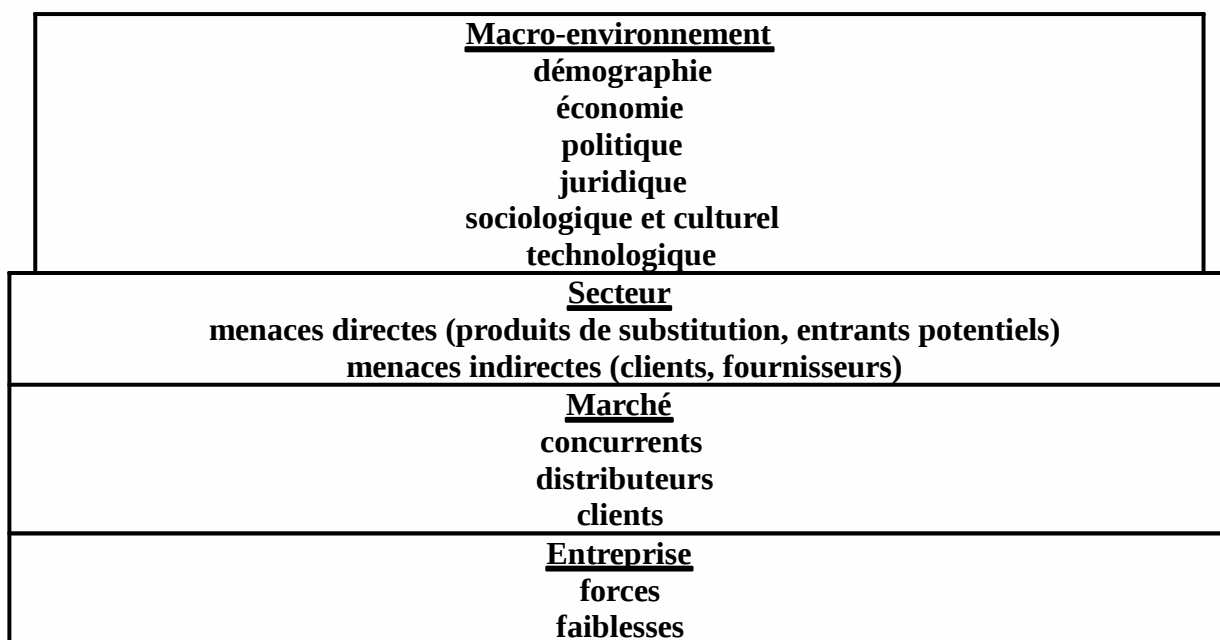 Macro-environnement
démographie
économie
politique
juridique
sociologique et culturel
technologique
Secteur
menaces directes (produits de substitution, entrants potentiels)
menaces indirectes (clients, fournisseurs)
Marché
concurrents
distributeurs
clients
Entreprise
forces
faiblesses